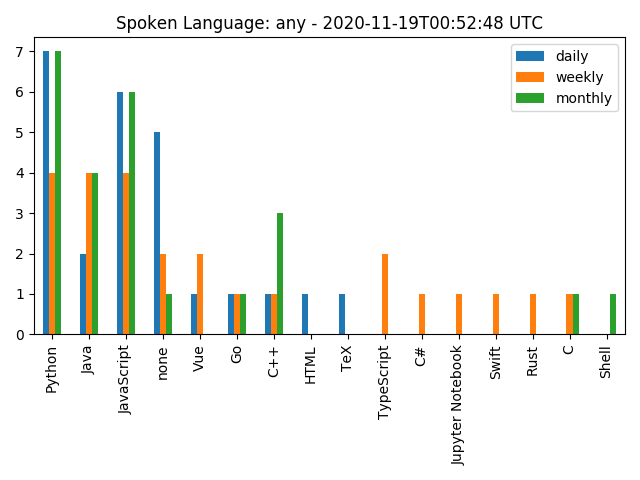 Spoken Language: any - 2020-11-19T00:52:48 UTC
daily
weekly
monthly
7
6
5
4
3
2
1
0
Python
Java
JavaScript
none
Vue
Go
C++
HTML
TeX
TypeScript
C#
Jupyter Notebook
Swift
Rust
C
Shell